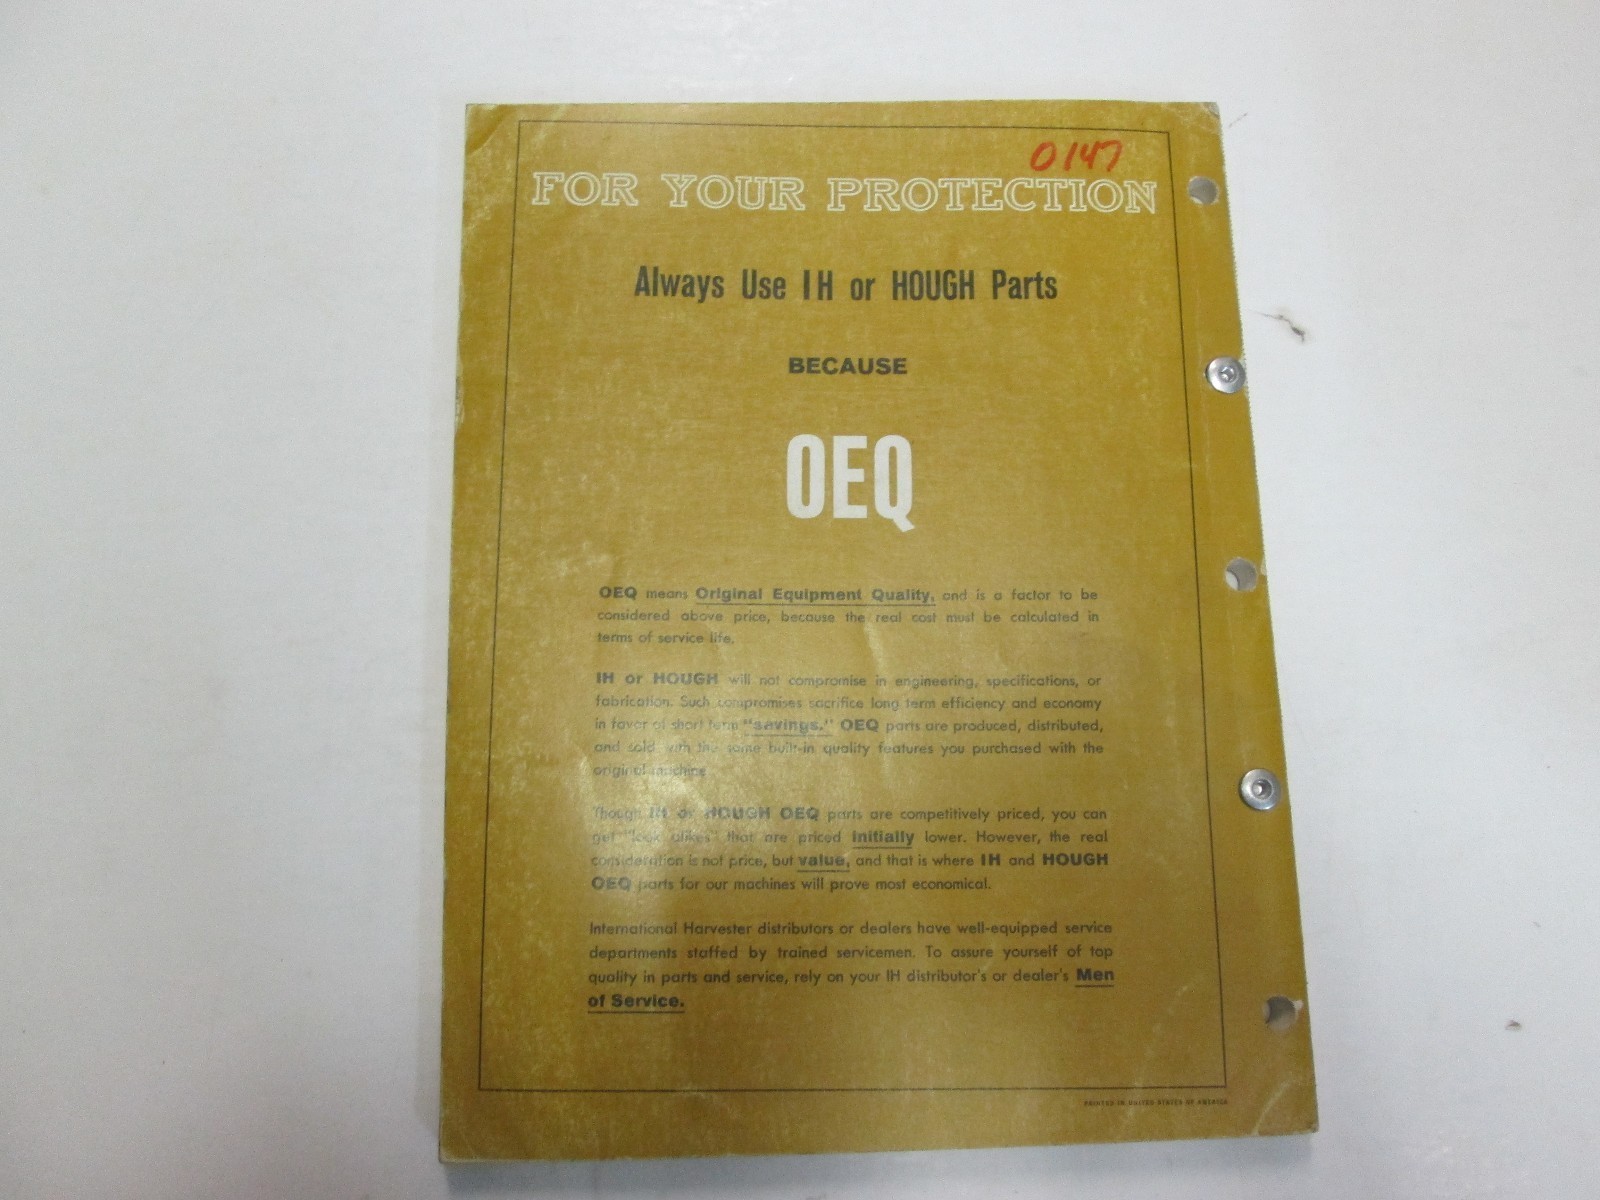 0147
FOR YOUR PROTECTION
Always Use IH or HOUGH Parts
BECAUSE
OEQ
OEQ means Original Equipment Quality, and is a factor to be
considered above price, because the real cost must be calculated in
terms of service life.
IH or HOUGH will not compromise in engineering, specifications, or
fabrication. Such compromises sacrifice long term efficiency and economy
in favor of short term "savings." OEQ parts are produced, distributed,
and sold with the same built-in quality features you purchased with the
original machine.
Though IH or HOUGH OEQ parts are competitively priced, you can
get "look alikes" that are priced initially lower. However, the real
consideration is not price, but value, and that is where IH and HOUGH
OEQ parts for our machines will prove most economical.
International Harvester distributors or dealers have well-equipped service
departments staffed by trained servicemen. To assure yourself of top
quality in parts and service, rely on your IH distributor's or dealer's Men
of Service.
PRINTED IN UNITED STATES OF AMERICA